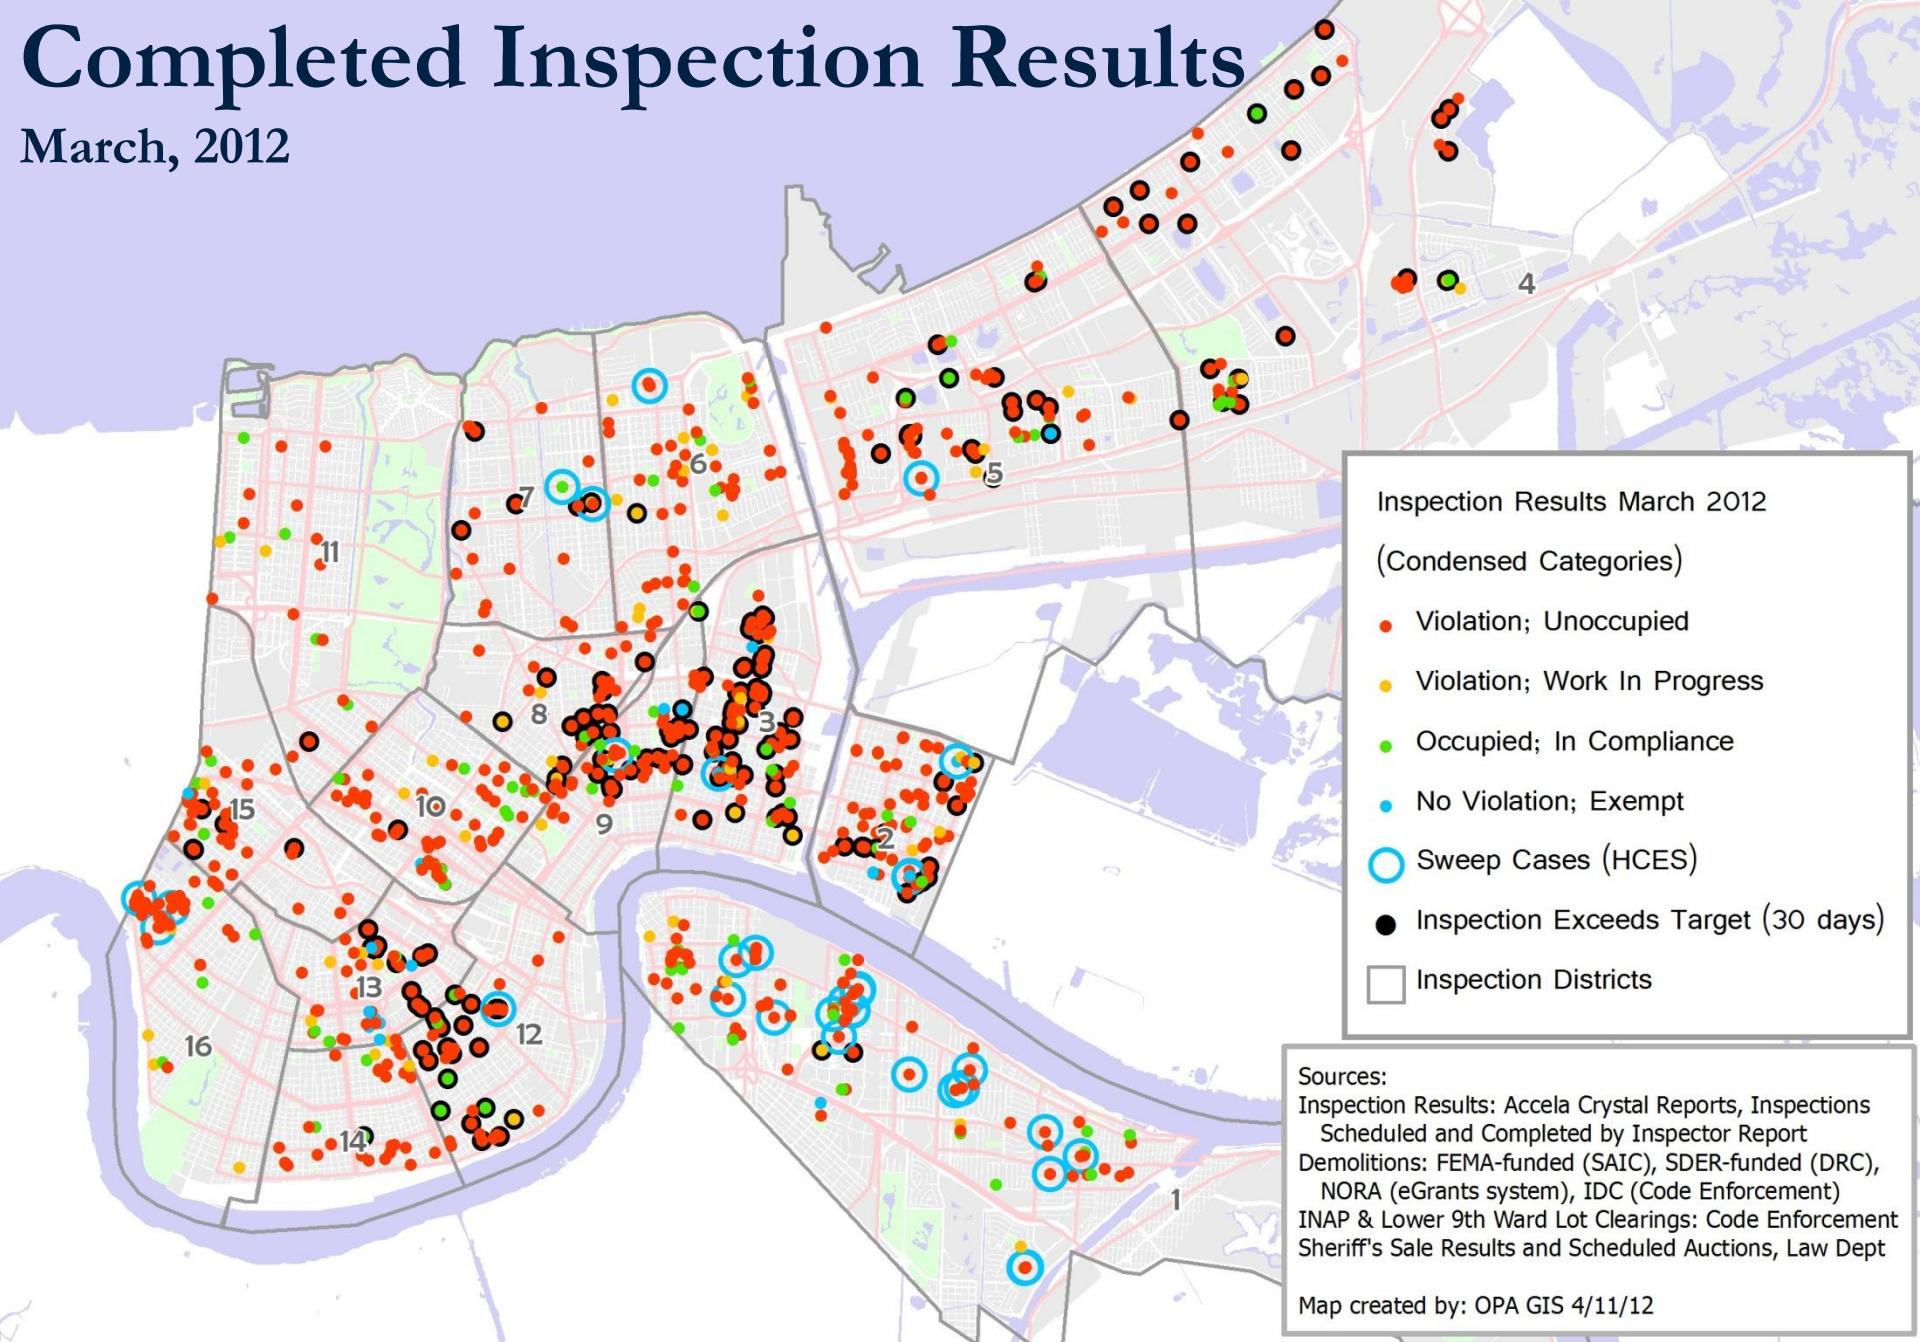 Completed Inspection Results
March, 2012
4
6
5
7
11
3
8
15
10
9
2
13
12
16
14
1
Inspection Results March 2012
(Condensed Categories)
Violation; Unoccupied
Violation; Work In Progress
Occupied; In Compliance
No Violation; Exempt
Sweep Cases (HCES)
Inspection Exceeds Target (30 days)
Inspection Districts
Sources:
Inspection Results: Accela Crystal Reports, Inspections
Scheduled and Completed by Inspector Report
Demolitions: FEMA-funded (SAIC), SDER-funded (DRC),
NORA (eGrants system), IDC (Code Enforcement)
INAP & Lower 9th Ward Lot Clearings: Code Enforcement
Sheriff's Sale Results and Scheduled Auctions, Law Dept
Map created by: OPA GIS 4/11/12